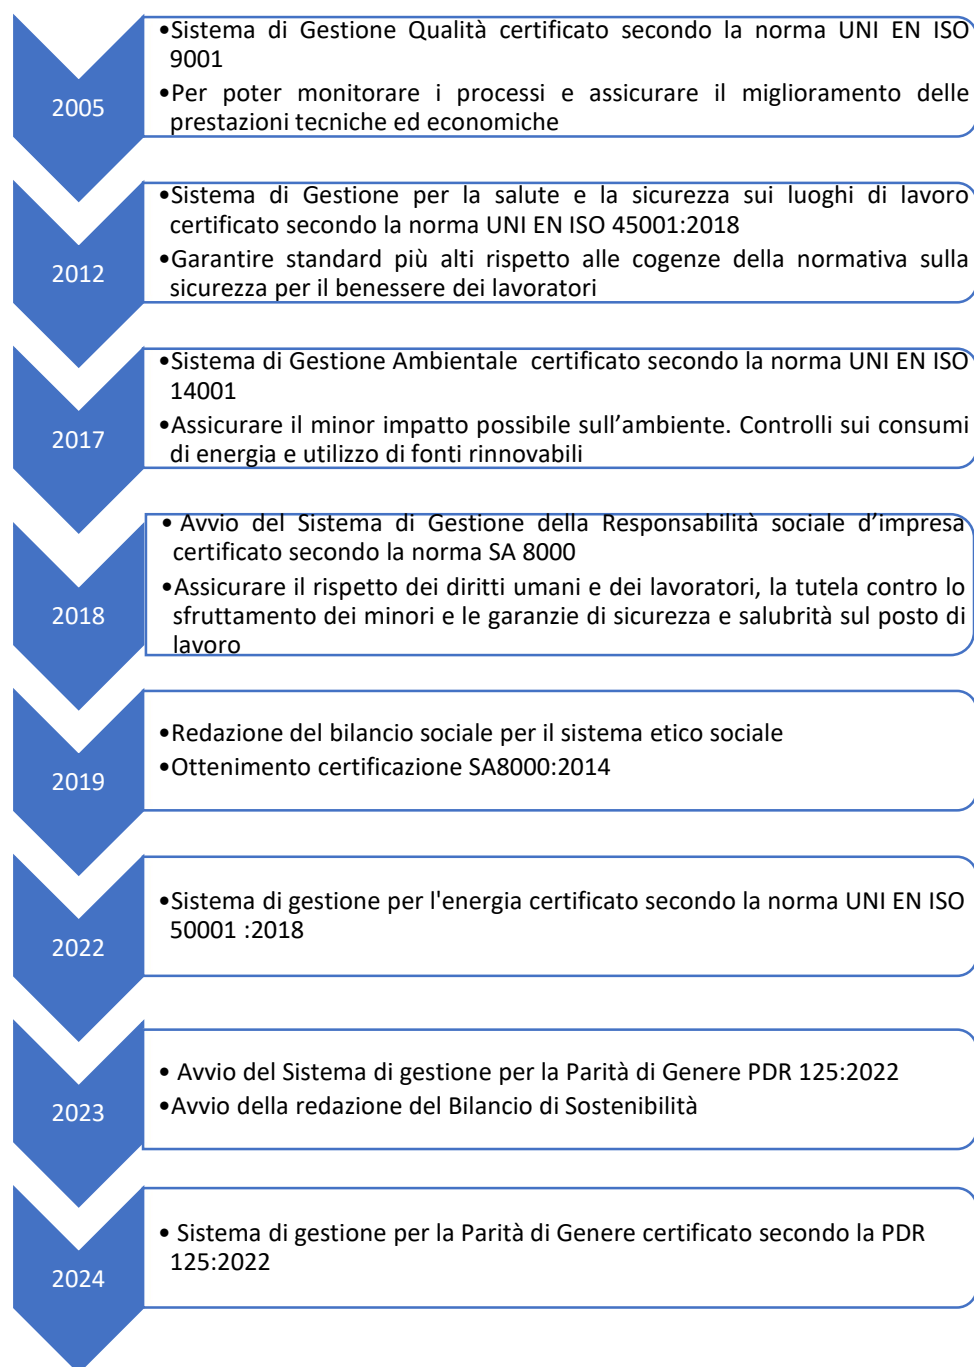 2005
•Sistema di Gestione Qualità certificato secondo la norma UNI EN ISO
9001
•Per poter monitorare i processi e assicurare il miglioramento delle
prestazioni tecniche ed economiche
2012
•Sistema di Gestione per la salute e la sicurezza sui luoghi di lavoro
certificato secondo la norma UNI EN ISO 45001:2018
•Garantire standard più alti rispetto alle cogenze della normativa sulla
sicurezza per il benessere dei lavoratori
2017
•Sistema di Gestione Ambientale certificato secondo la norma UNI EN ISO
14001
•Assicurare il minor impatto possibile sull’ambiente. Controlli sui consumi
di energia e utilizzo di fonti rinnovabili
2018
• Avvio del Sistema di Gestione della Responsabilità sociale d’impresa
certificato secondo la norma SA 8000
•Assicurare il rispetto dei diritti umani e dei lavoratori, la tutela contro lo
sfruttamento dei minori e le garanzie di sicurezza e salubrità sul posto di
lavoro
2019
•Redazione del bilancio sociale per il sistema etico sociale
•Ottenimento certificazione SA8000:2014
2022
•Sistema di gestione per l'energia certificato secondo la norma UNI EN ISO
50001 :2018
2023
• Avvio del Sistema di gestione per la Parità di Genere PDR 125:2022
•Avvio della redazione del Bilancio di Sostenibilità
2024
• Sistema di gestione per la Parità di Genere certificato secondo la PDR
125:2022